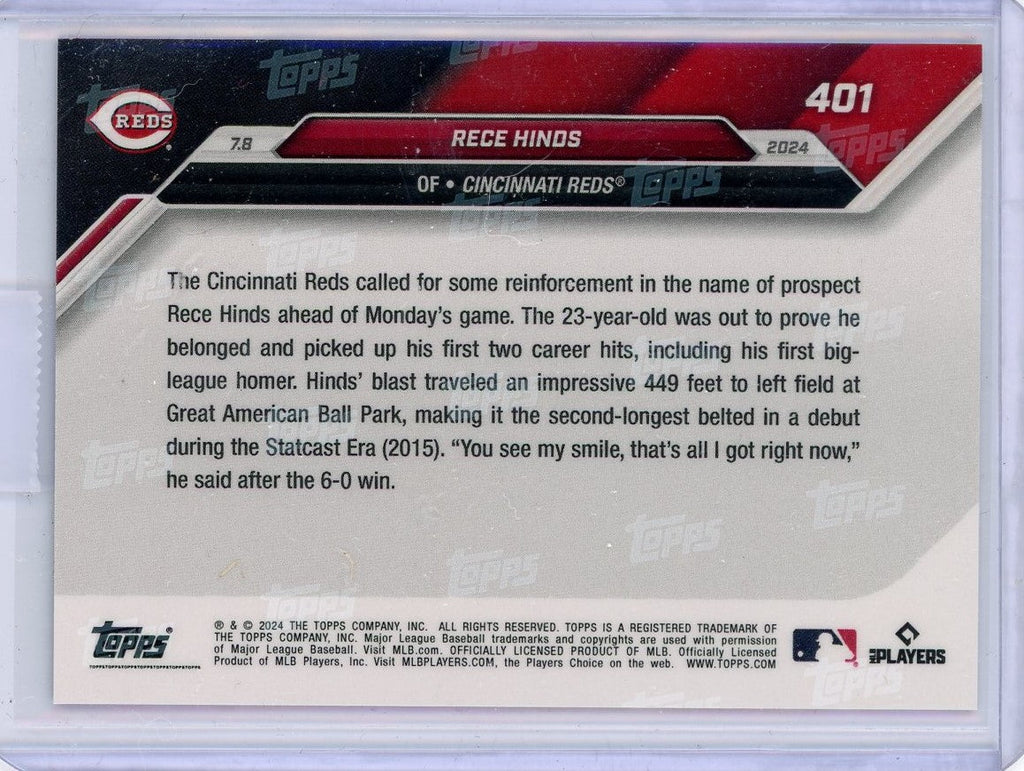 REDS
401
7.8
RECE HINDS
2024
OF • CINCINNATI REDS®
The Cincinnati Reds called for some reinforcement in the name of prospect
Rece Hinds ahead of Monday's game. The 23-year-old was out to prove he
belonged and picked up his first two career hits, including his first big-
league homer. Hinds' blast traveled an impressive 449 feet to left field at
Great American Ball Park, making it the second-longest belted in a debut
during the Statcast Era (2015). “You see my smile, that's all I got right now,”
he said after the 6-0 win.
Topps
® & © 2024 THE TOPPS COMPANY, INC. ALL RIGHTS RESERVED. TOPPS IS A REGISTERED TRADEMARK OF
THE TOPPS COMPANY, INC. Major League Baseball trademarks and copyrights are used with permission
of Major League Baseball. Visit MLB.com. OFFICIALLY LICENSED PRODUCT OF MLB. Officially Licensed
Product of MLB Players, Inc. Visit MLBPLAYERS.COM, the Players Choice on the web. WWW.TOPPS.COM
MLB PLAYERS